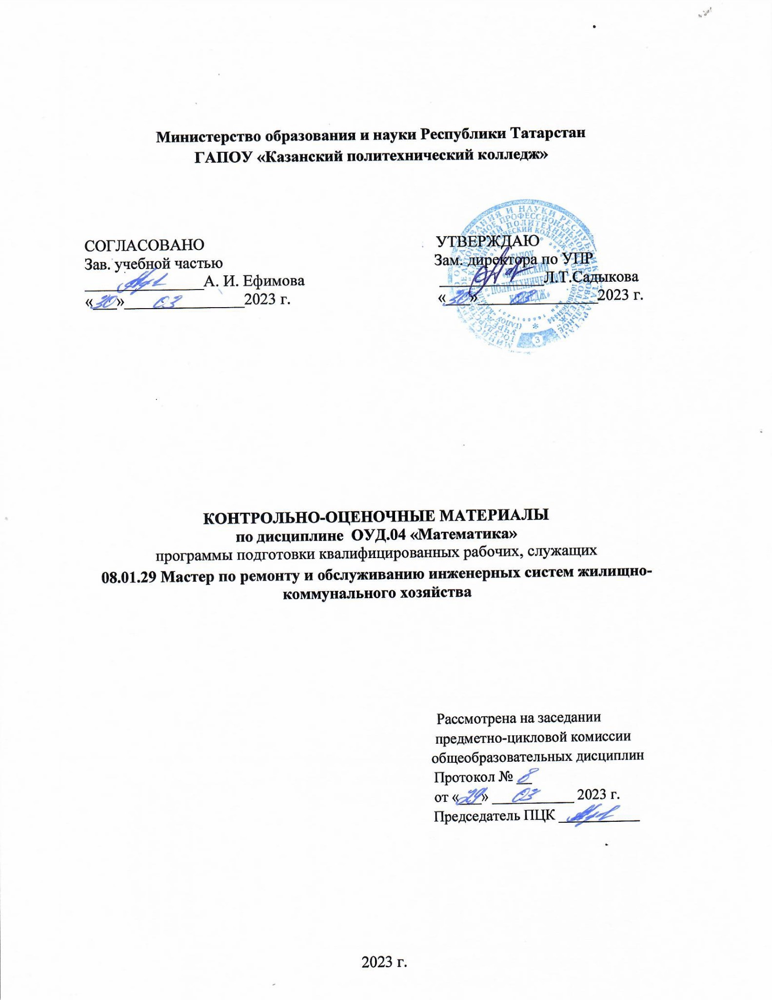 Министерство образования и науки Республики Татарстан
ГАПОУ «Казанский политехнический колледж»
СОГЛАСОВАНО
Зав. учебной частью
А. И. Ефимова
«30» 03 2023 г.
УТВЕРЖДАЮ
Зам. директора по УПР
Л.Т.Садыкова
«30» 03 2023 г.
КОНТРОЛЬНО-ОЦЕНОЧНЫЕ МАТЕРИАЛЫ
по дисциплине ОУД.04 «Математика»
программы подготовки квалифицированных рабочих, служащих
08.01.29 Мастер по ремонту и обслуживанию инженерных систем жилищно-
коммунального хозяйства
Рассмотрена на заседании
предметно-цикловой комиссии
общеобразовательных дисциплин
Протокол № 8
от «29» 03 2023 г.
Председатель ПЦК
2023 г.